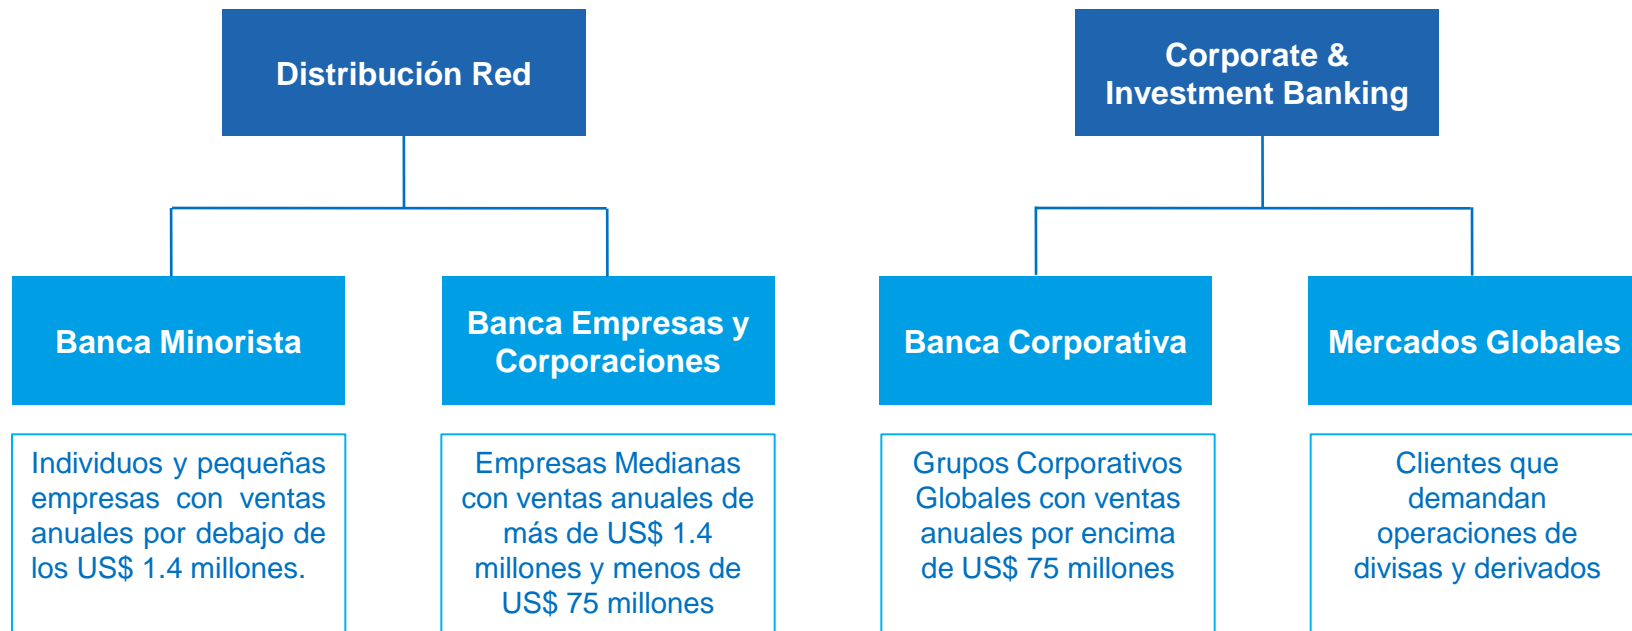 Distribución Red
Corporate &
Investment Banking
Banca Minorista
Banca Empresas y
Corporaciones
Banca Corporativa
Mercados Globales
Individuos y pequeñas
empresas con ventas
anuales por debajo de
los US$ 1.4 millones.
Empresas Medianas
con ventas anuales de
más de US$ 1.4
millones y menos de
US$ 75 millones
Grupos Corporativos
Globales con ventas
anuales por encima
de US$ 75 millones
Clientes que
demandan
operaciones de
divisas y derivados